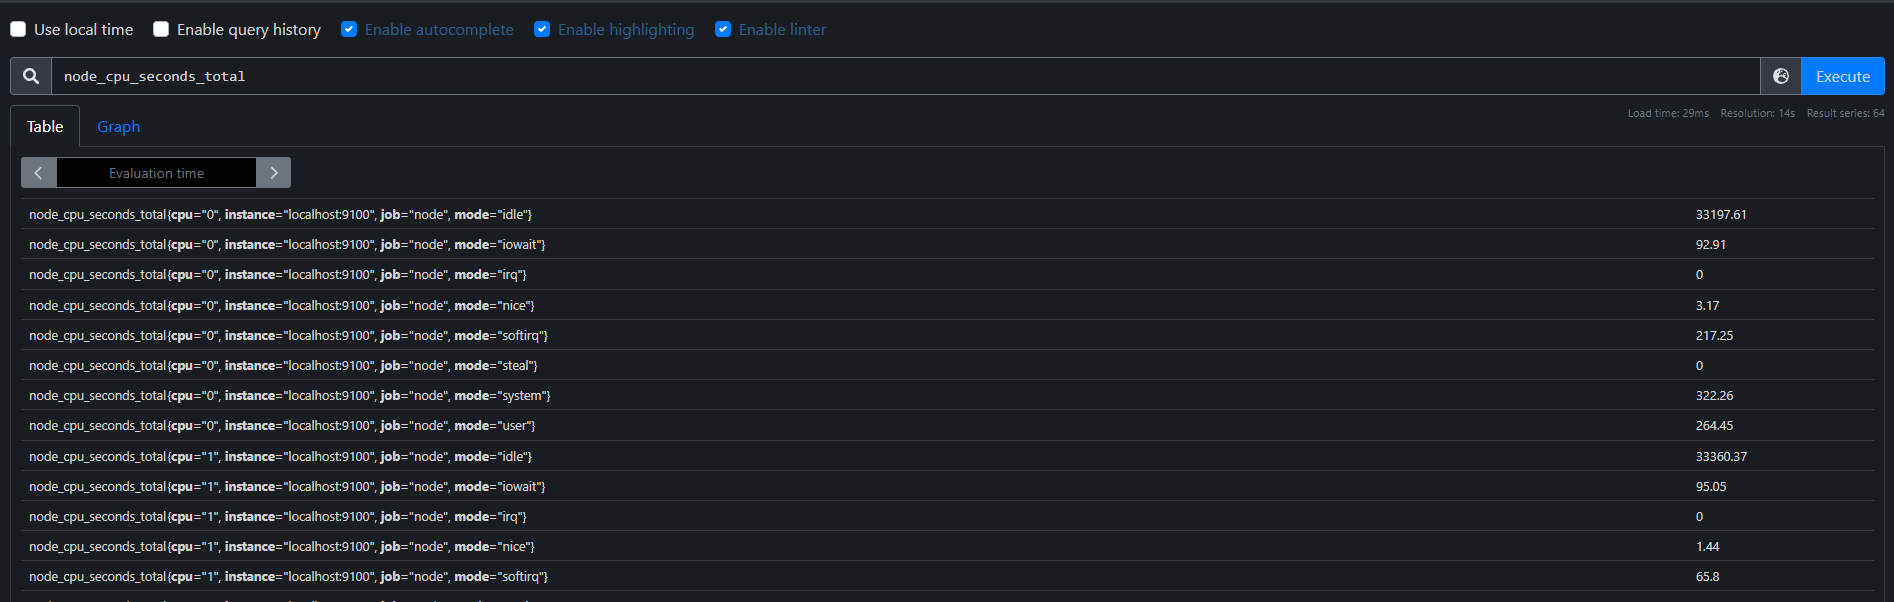 Use local time Enable query history Enable autocomplete Enable highlighting Enable linter
node_cpu_seconds_total Execute
Table Graph Load time: 29ms Resolution: 14s Result series: 64
Evaluation time
node_cpu_seconds_total{cpu="0", instance="localhost:9100", job="node", mode="idle"} 33197.61
node_cpu_seconds_total{cpu="0", instance="localhost:9100", job="node", mode="iowait"} 92.91
node_cpu_seconds_total{cpu="0", instance="localhost:9100", job="node", mode="irq"} 0
node_cpu_seconds_total{cpu="0", instance="localhost:9100", job="node", mode="nice"} 3.17
node_cpu_seconds_total{cpu="0", instance="localhost:9100", job="node", mode="softirq"} 217.25
node_cpu_seconds_total{cpu="0", instance="localhost:9100", job="node", mode="steal"} 0
node_cpu_seconds_total{cpu="0", instance="localhost:9100", job="node", mode="system"} 322.26
node_cpu_seconds_total{cpu="0", instance="localhost:9100", job="node", mode="user"} 264.45
node_cpu_seconds_total{cpu="1", instance="localhost:9100", job="node", mode="idle"} 33360.37
node_cpu_seconds_total{cpu="1", instance="localhost:9100", job="node", mode="iowait"} 95.05
node_cpu_seconds_total{cpu="1", instance="localhost:9100", job="node", mode="irq"} 0
node_cpu_seconds_total{cpu="1", instance="localhost:9100", job="node", mode="nice"} 1.44
node_cpu_seconds_total{cpu="1", instance="localhost:9100", job="node", mode="softirq"} 65.8